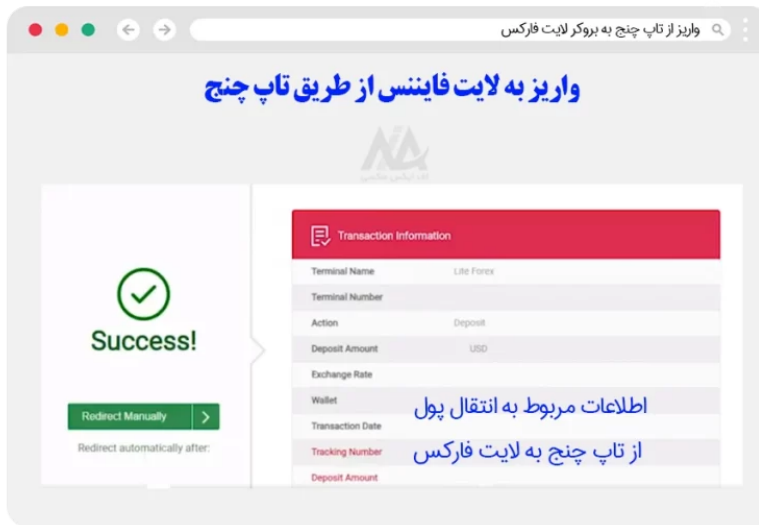 واریز از تاپ چنج به بروکر لایت فارکس
واریز به لایت فایننس از طریق تاپ چنج
Success!
Redirect Manually
Redirect automatically after:
Transaction Information
Terminal Name Lite Forex
Terminal Number
Action Deposit
Deposit Amount USD
Exchange Rate
Wallet
Transaction Date
Tracking Number
Deposit Amount
اطلاعات مربوط به انتقال پول
از تاپ چنج به لایت فارکس